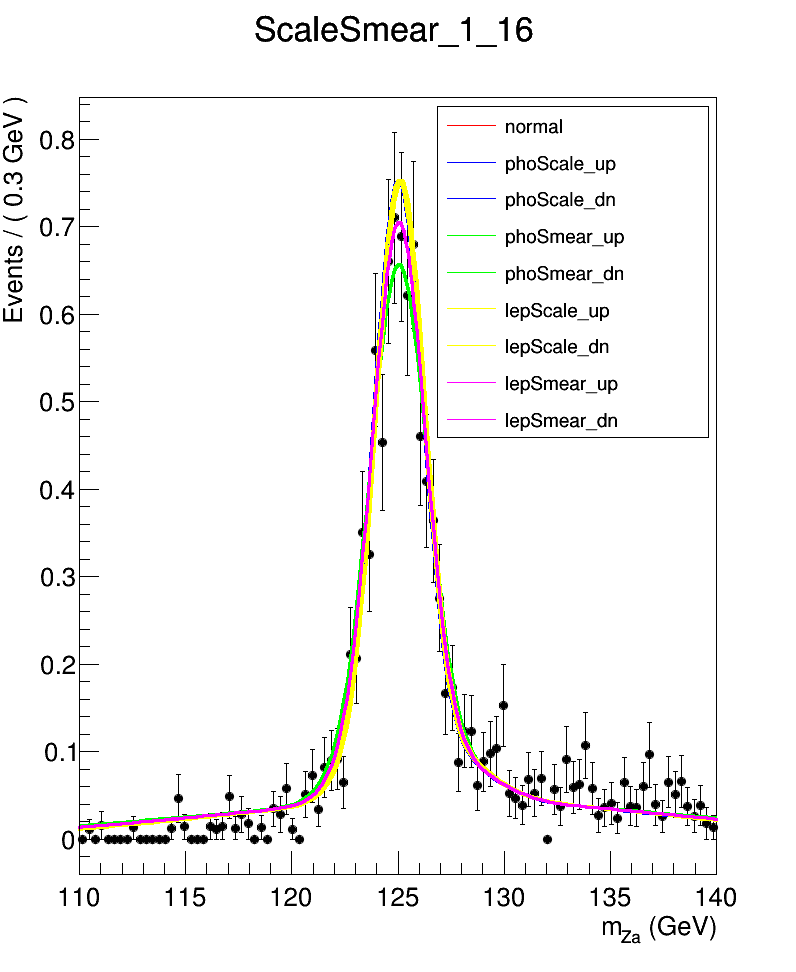 ScaleSmear_1_16
Events / ( 0.3 GeV )
0.8
0.7
0.6
0.5
0.4
0.3
0.2
0.1
0
normal
phoScale_up
phoScale_dn
phoSmear_up
phoSmear_dn
lepScale_up
lepScale_dn
lepSmear_up
lepSmear_dn
110 115 120 125 130 135 140
mZa (GeV)